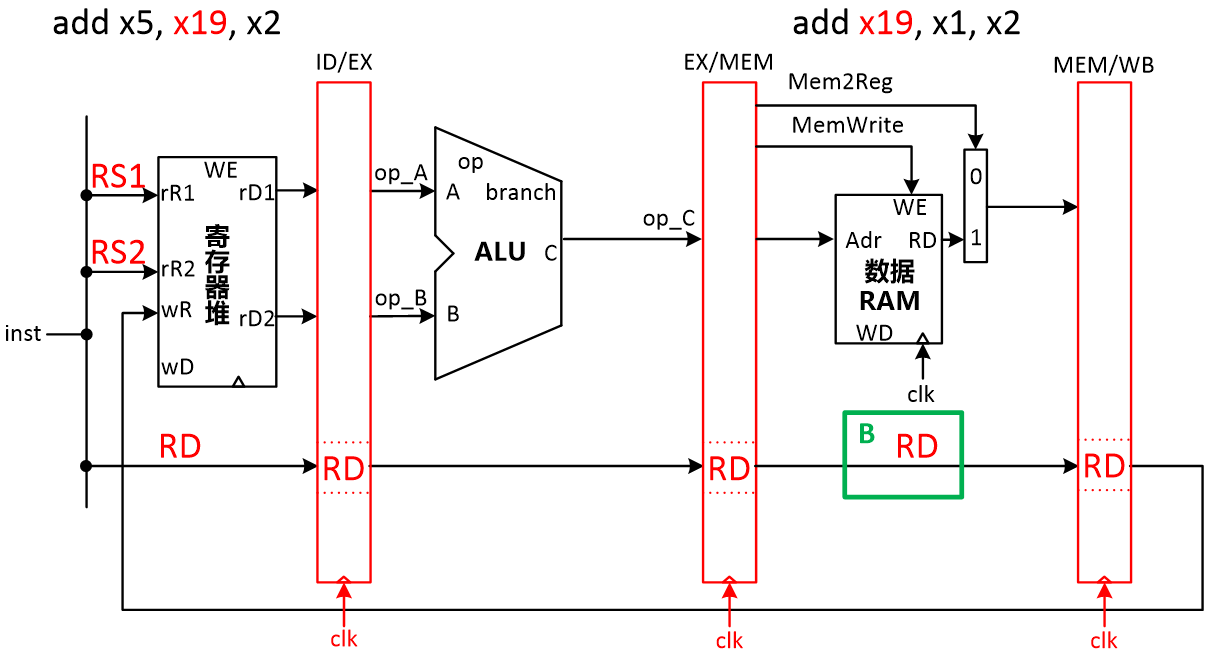 add x5, x19, x2
add x19, x1, x2
ID/EX
EX/MEM
MEM/WB
Mem2Reg
MemWrite
RS1
RS2
inst
WE
rR1
rD1
rR2
wR
rD2
wD
寄存器堆
RD
RD
op_A
op_B
op
A
branch
ALU
C
B
op_C
RD
WE
Adr
RD
数据
RAM
WD
clk
0
1
B
RD
RD
clk
clk
clk